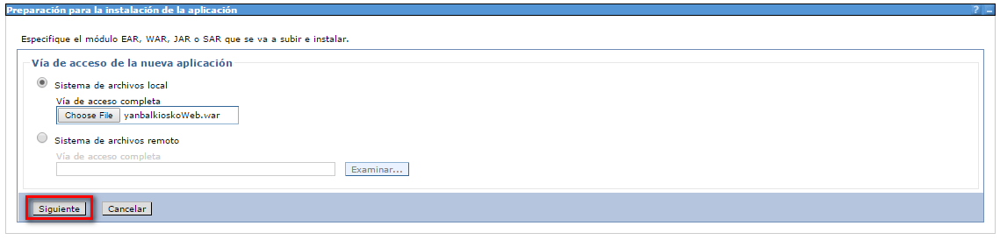 Preparación para la instalación de la aplicación ? _
Especifique el módulo EAR, WAR, JAR o SAR que se va a subir e instalar.
Vía de acceso de la nueva aplicación
Sistema de archivos local
Vía de acceso completa
Choose File yanbalkioskoWeb.war
Sistema de archivos remoto
Vía de acceso completa
Examinar...
Siguiente Cancelar